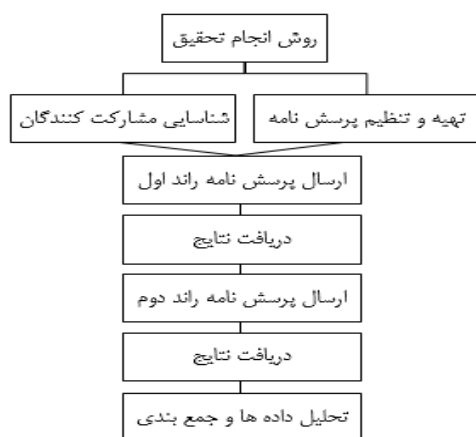 روش انجام تحقیق
تهیه و تنظیم پرسش نامه
شناسایی مشارکت کنندگان
ارسال پرسش نامه راند اول
دریافت نتایج
ارسال پرسش نامه راند دوم
دریافت نتایج
تحلیل داده ها و جمع بندی